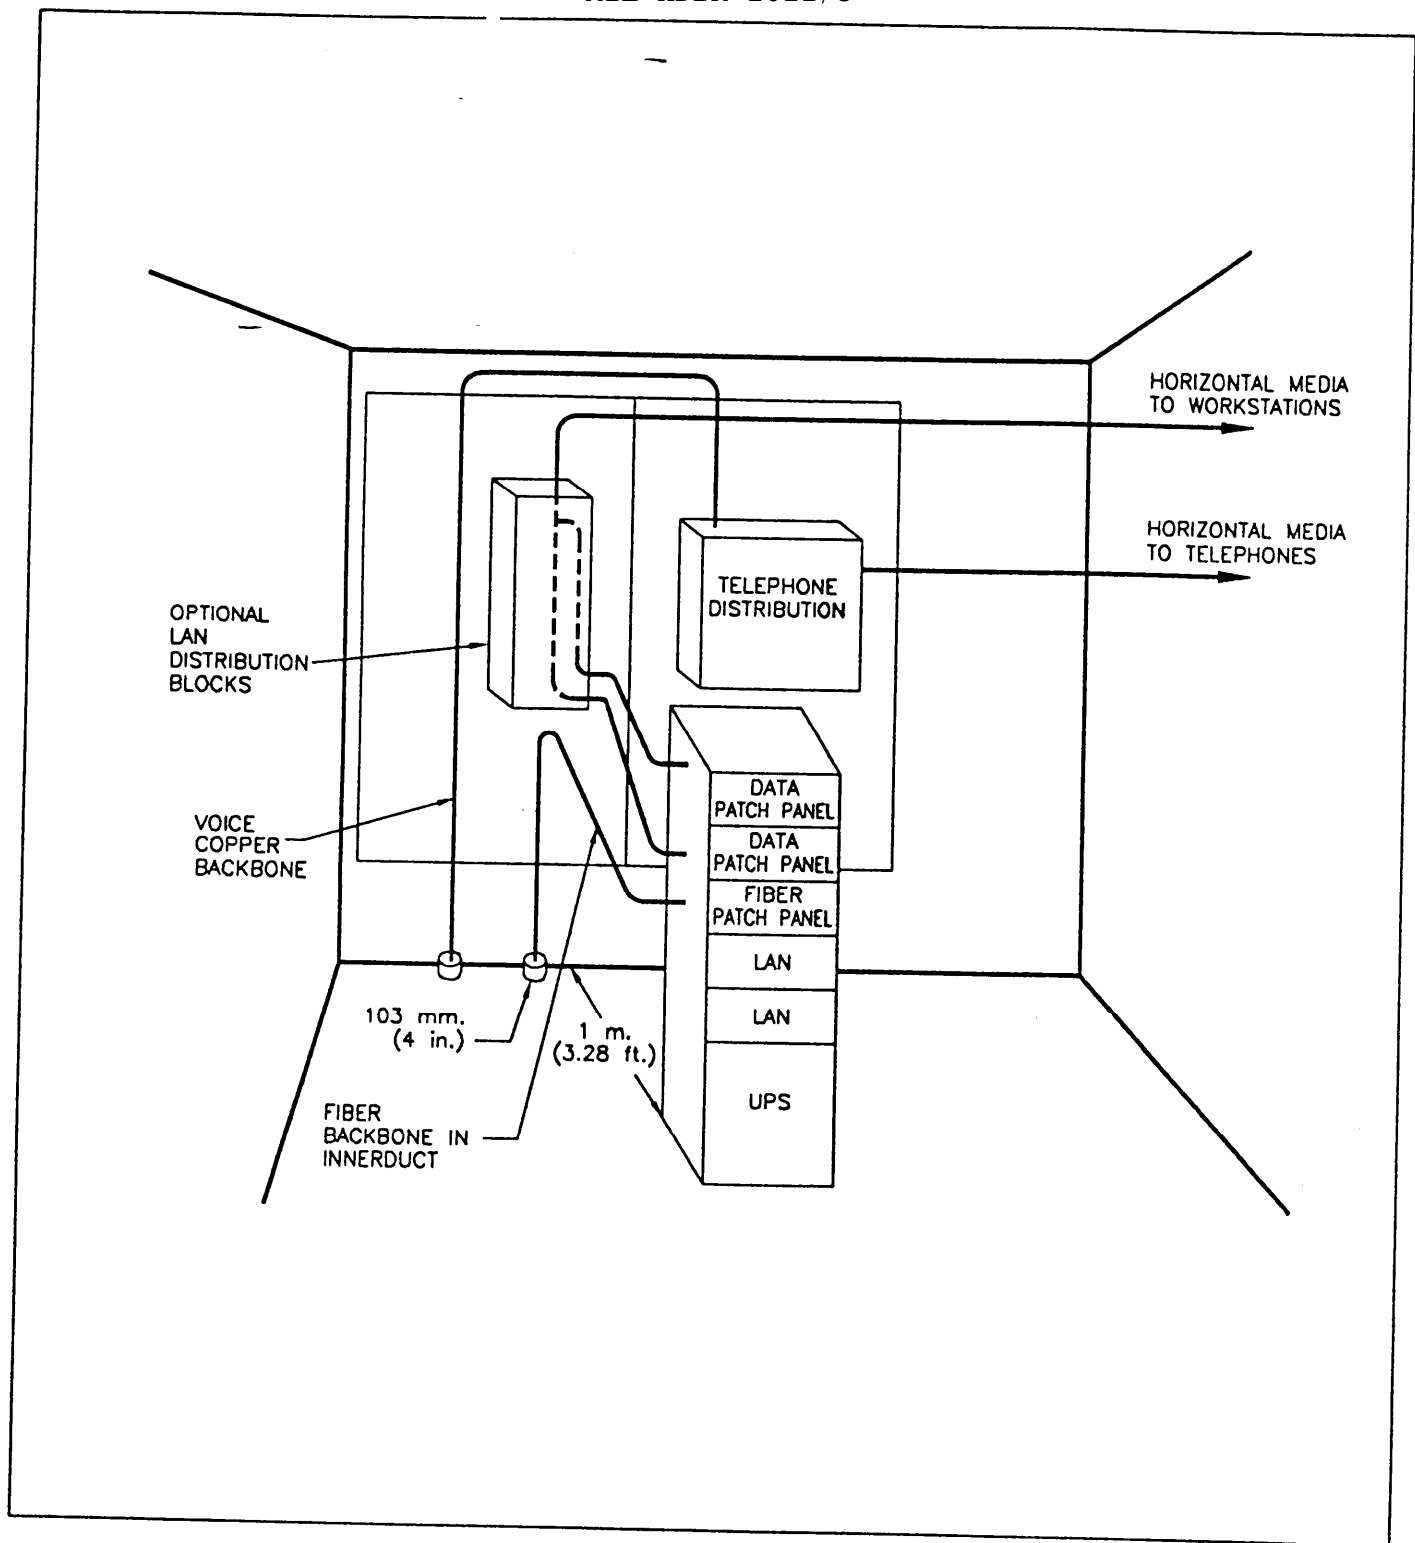 HORIZONTAL MEDIA
TO WORKSTATIONS
HORIZONTAL MEDIA
TO TELEPHONES
TELEPHONE
DISTRIBUTION
OPTIONAL
LAN
DISTRIBUTION
BLOCKS
DATA
PATCH PANEL
DATA
PATCH PANEL
FIBER
PATCH PANEL
LAN
LAN
UPS
VOICE
COPPER
BACKBONE
103 mm.
(4 in.)
1 m.
(3.28 ft.)
FIBER
BACKBONE IN
INNERDUCT